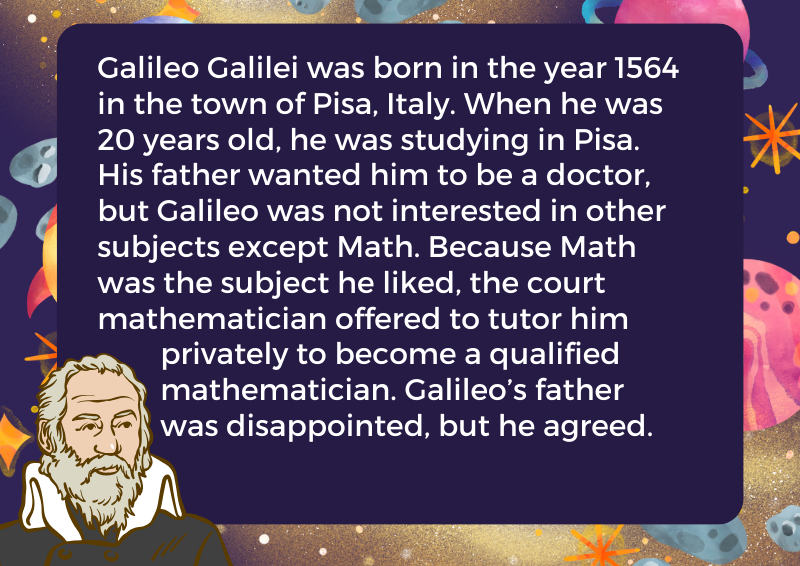 Galileo Galilei was born in the year 1564
in the town of Pisa, Italy. When he was
20 years old, he was studying in Pisa.
His father wanted him to be a doctor,
but Galileo was not interested in other
subjects except Math. Because Math
was the subject he liked, the court
mathematician offered to tutor him
privately to become a qualified
mathematician. Galileo’s father
was disappointed, but he agreed.